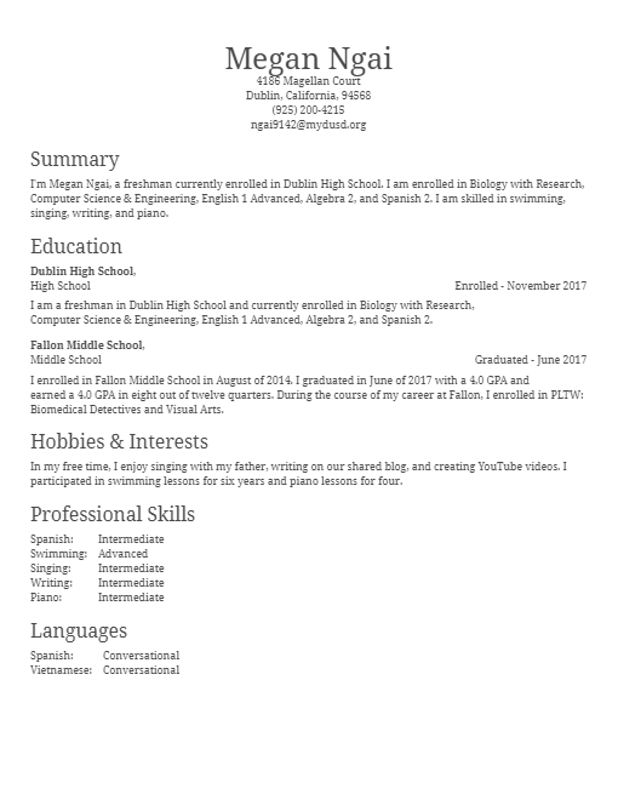 Megan Ngai
4186 Magellan Court
Dublin, California, 94568
(925) 200-4215
ngai9142@mydusd.org
Summary
I'm Megan Ngai, a freshman currently enrolled in Dublin High School. I am enrolled in Biology with Research,
Computer Science & Engineering, English 1 Advanced, Algebra 2, and Spanish 2. I am skilled in swimming,
singing, writing, and piano.
Education
Dublin High School,
High School Enrolled - November 2017
I am a freshman in Dublin High School and currently enrolled in Biology with Research,
Computer Science & Engineering, English 1 Advanced, Algebra 2, and Spanish 2.
Fallon Middle School,
Middle School Graduated - June 2017
I enrolled in Fallon Middle School in August of 2014. I graduated in June of 2017 with a 4.0 GPA and
earned a 4.0 GPA in eight out of twelve quarters. During the course of my career at Fallon, I enrolled in PLTW:
Biomedical Detectives and Visual Arts.
Hobbies & Interests
In my free time, I enjoy singing with my father, writing on our shared blog, and creating YouTube videos. I
participated in swimming lessons for six years and piano lessons for four.
Professional Skills
Spanish: Intermediate
Swimming: Advanced
Singing: Intermediate
Writing: Intermediate
Piano: Intermediate
Languages
Spanish: Conversational
Vietnamese: Conversational